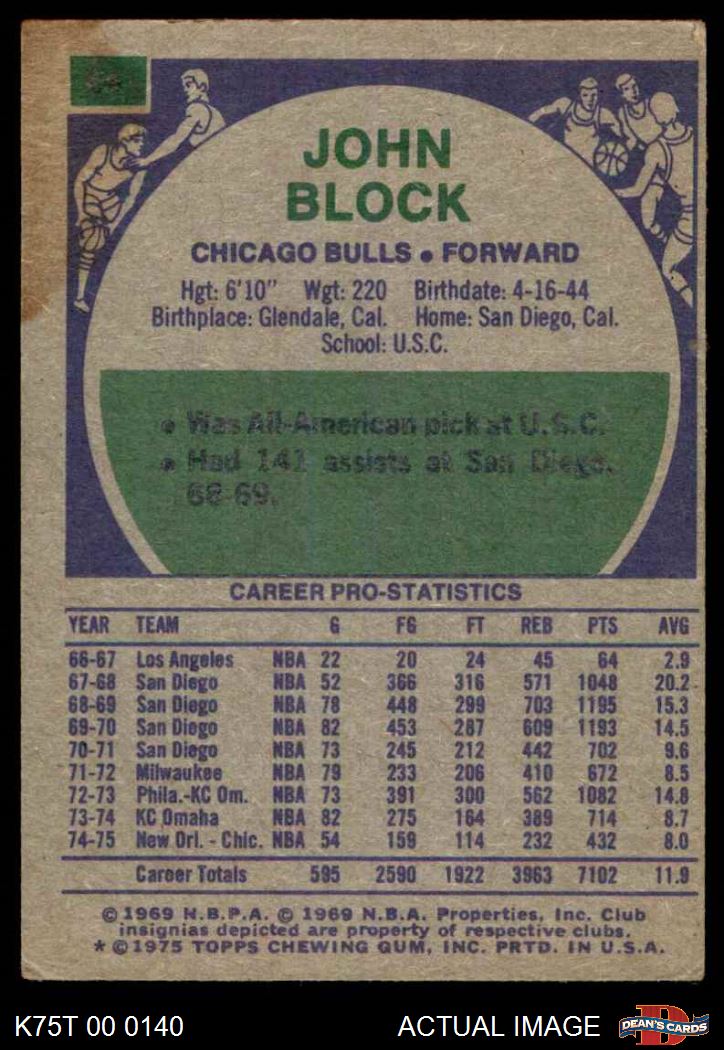 JOHN
BLOCK
CHICAGO BULLS • FORWARD
Hgt: 6'10" Wgt: 220 Birthdate: 4-16-44
Birthplace: Glendale, Cal. Home: San Diego, Cal.
School: U.S.C.
• Was All-American pick at U.S.C.
• Had 141 assists at San Diego,
68-69.
CAREER PRO-STATISTICS
YEAR TEAM G FG FT REB PTS AVG
66-67 Los Angeles NBA 22 20 24 45 64 2.9
67-68 San Diego NBA 52 366 316 571 1048 20.2
68-69 San Diego NBA 78 448 299 703 1195 15.3
69-70 San Diego NBA 82 453 287 609 1193 14.5
70-71 San Diego NBA 73 245 212 442 702 9.6
71-72 Milwaukee NBA 79 233 206 410 672 8.5
72-73 Phila.-KC Om. NBA 73 391 300 562 1082 14.8
73-74 KC Omaha NBA 82 275 164 389 714 8.7
74-75 New Orl. - Chic. NBA 54 159 114 232 432 8.0
Career Totals 595 2590 1922 3963 7102 11.9
© 1969 N.B.P.A. © 1969 N.B.A. Properties, Inc. Club
insignias depicted are property of respective clubs.
* © 1975 TOPPS CHEWING GUM, INC. PRTD. IN U.S.A.
K75T 00 0140 ACTUAL IMAGE D
DEAN'S CARDS